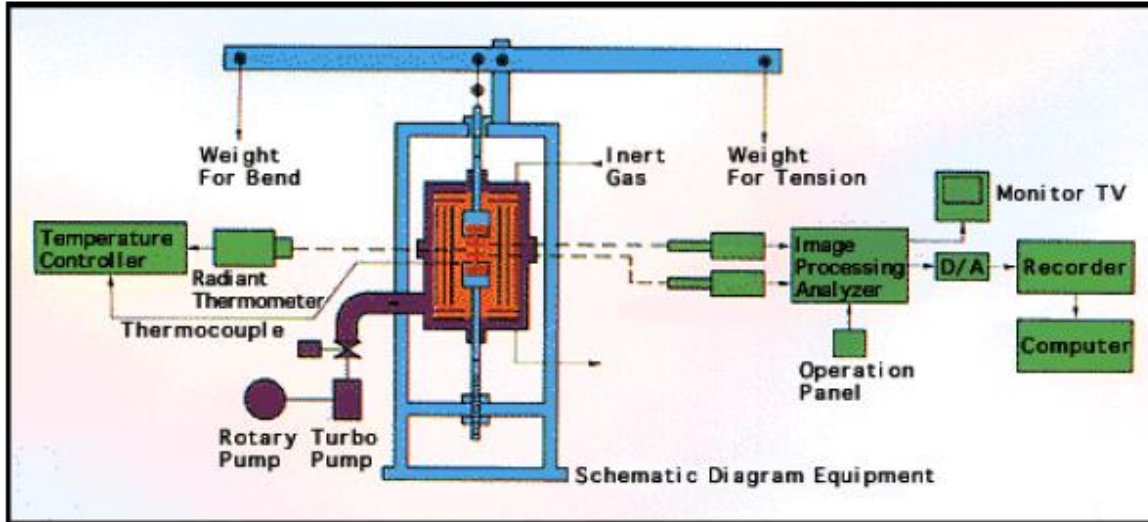 Weight
For Bend
Inert
Gas
Weight
For Tension
Monitor TV
Temperature
Controller
Radiant
Thermometer
Thermocouple
Image
Processing
Analyzer
D/A
Recorder
Computer
Operation
Panel
Rotary
Pump
Turbo
Pump
Schematic Diagram Equipment